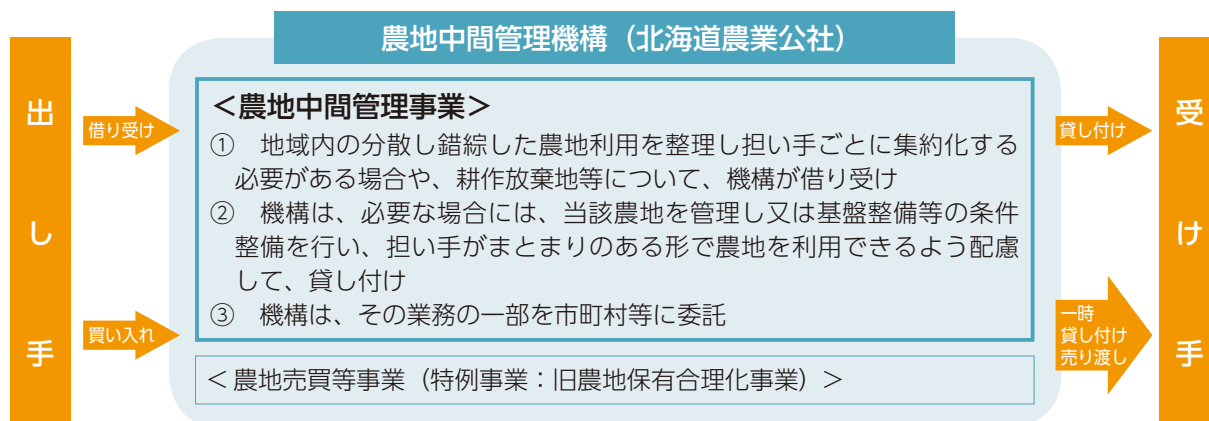 農地中間管理機構（北海道農業公社）
出し手
借り受け
買い入れ
＜農地中間管理事業＞
①　地域内の分散し錯綜した農地利用を整理し担い手ごとに集約化する
必要がある場合や、耕作放棄地等について、機構が借り受け
②　機構は、必要な場合には、当該農地を管理し又は基盤整備等の条件
整備を行い、担い手がまとまりのある形で農地を利用できるよう配慮
して、貸し付け
③　機構は、その業務の一部を市町村等に委託
＜農地売買等事業（特例事業：旧農地保有合理化事業）＞
貸し付け
一時
貸し付け
売り渡し
受け手